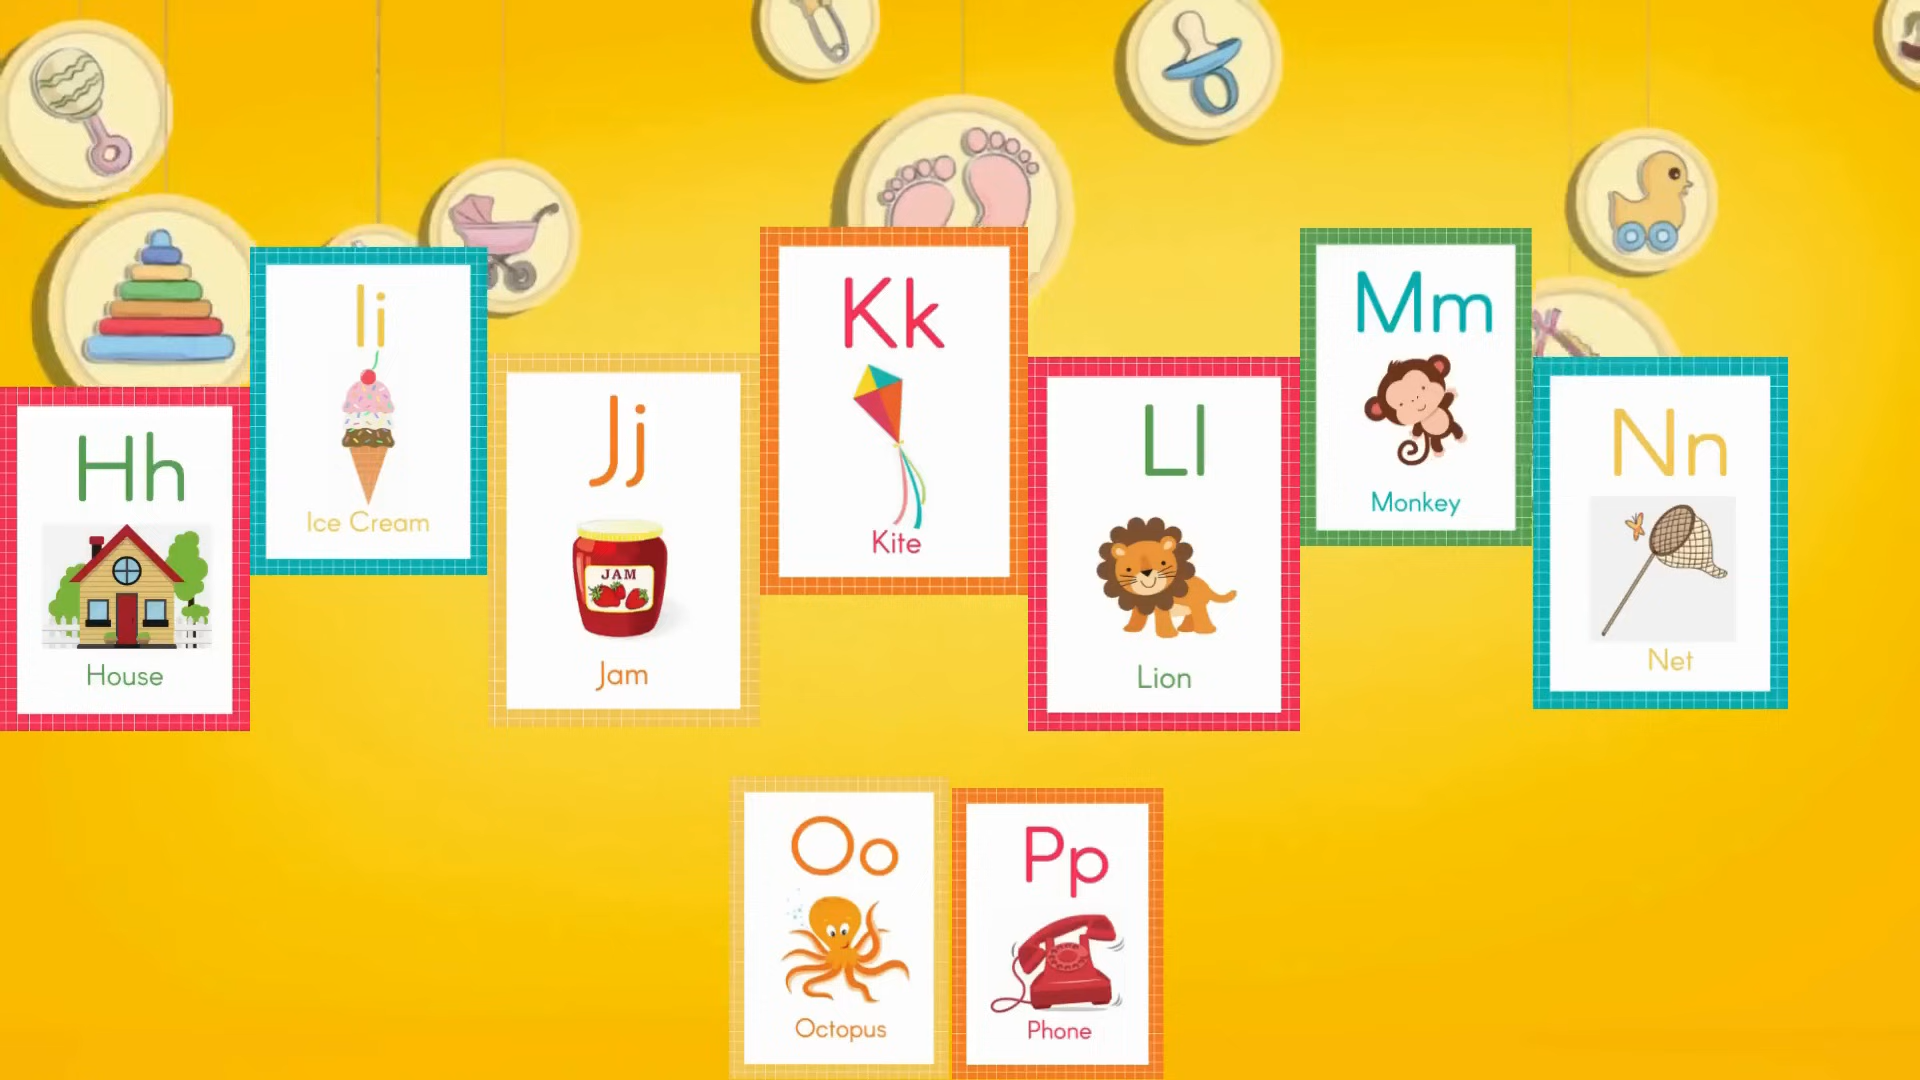 Hh
House
Ii
Ice Cream
Jj
JAM
Jam
Kk
Kite
Ll
Lion
Mm
Monkey
Nn
Net
Oo
Octopus
Pp
Phone